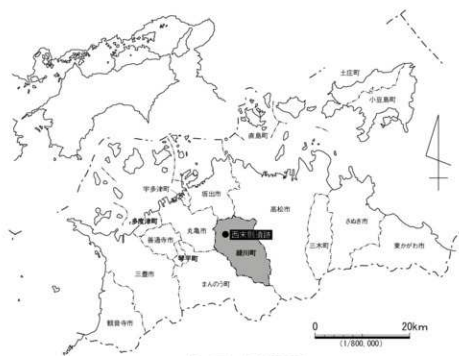 土庄町
小豆島町
直島町
宇多津町
坂出市
高松市
多度津町
丸亀市
さぬき市
善通寺市
西末則遺跡
東かがわ市
琴平町
綾川町
三木町
三豊市
まんのう町
観音寺市
0 20km
(1/800,000)